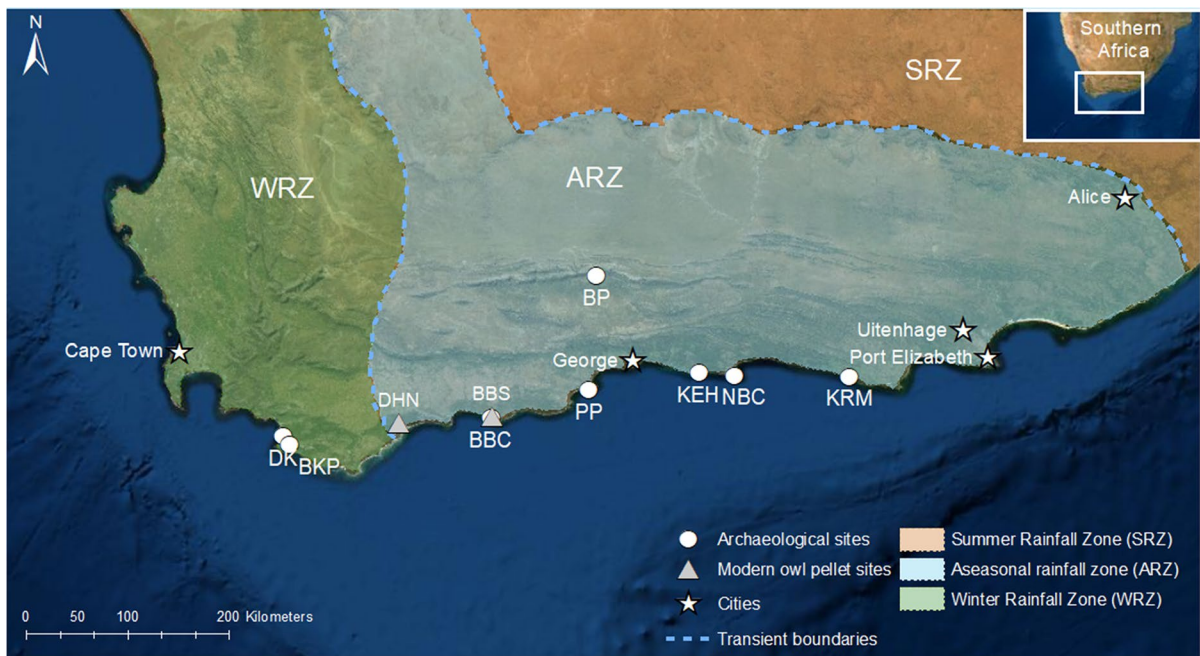 N
Southern
Africa
SRZ
WRZ
ARZ
Alice
BP
Uitenhage
Cape Town
George
Port Elizabeth
DHN
BBS
PP
KEH
NBC
KRM
BBC
DK
BKP
Archaeological sites
Modern owl pellet sites
Cities
Transient boundaries
Summer Rainfall Zone (SRZ)
Aseasonal rainfall zone (ARZ)
Winter Rainfall Zone (WRZ)
0 50 100 200 Kilometers